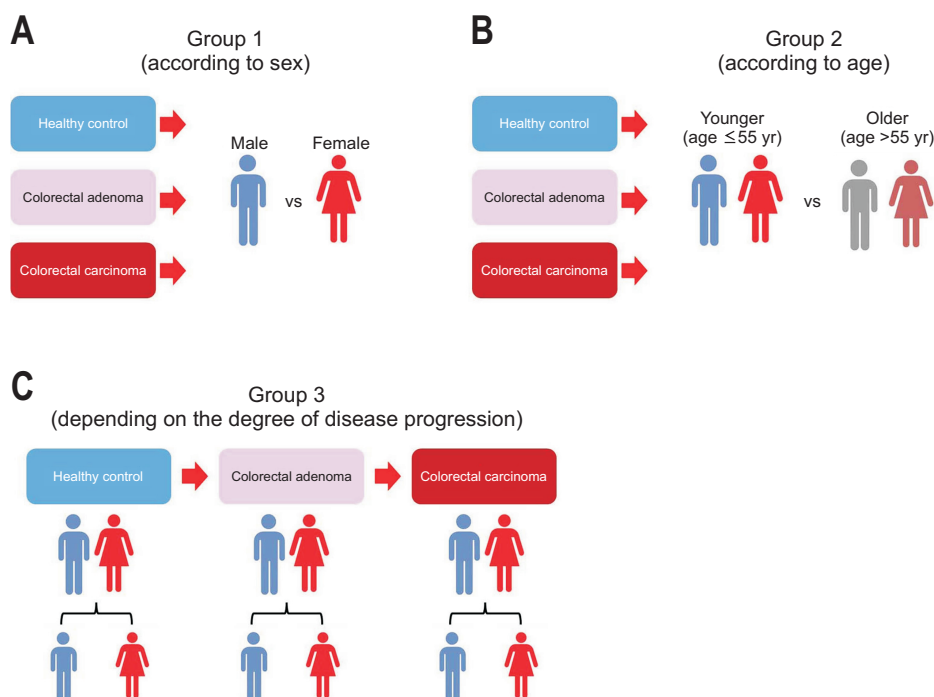 A
Group 1
(according to sex)
Healthy control
Colorectal adenoma
Colorectal carcinoma
Male
vs
Female
B
Group 2
(according to age)
Healthy control
Colorectal adenoma
Colorectal carcinoma
Younger
(age ≤55 yr)
vs
Older
(age >55 yr)
C
Group 3
(depending on the degree of disease progression)
Healthy control
Colorectal adenoma
Colorectal carcinoma